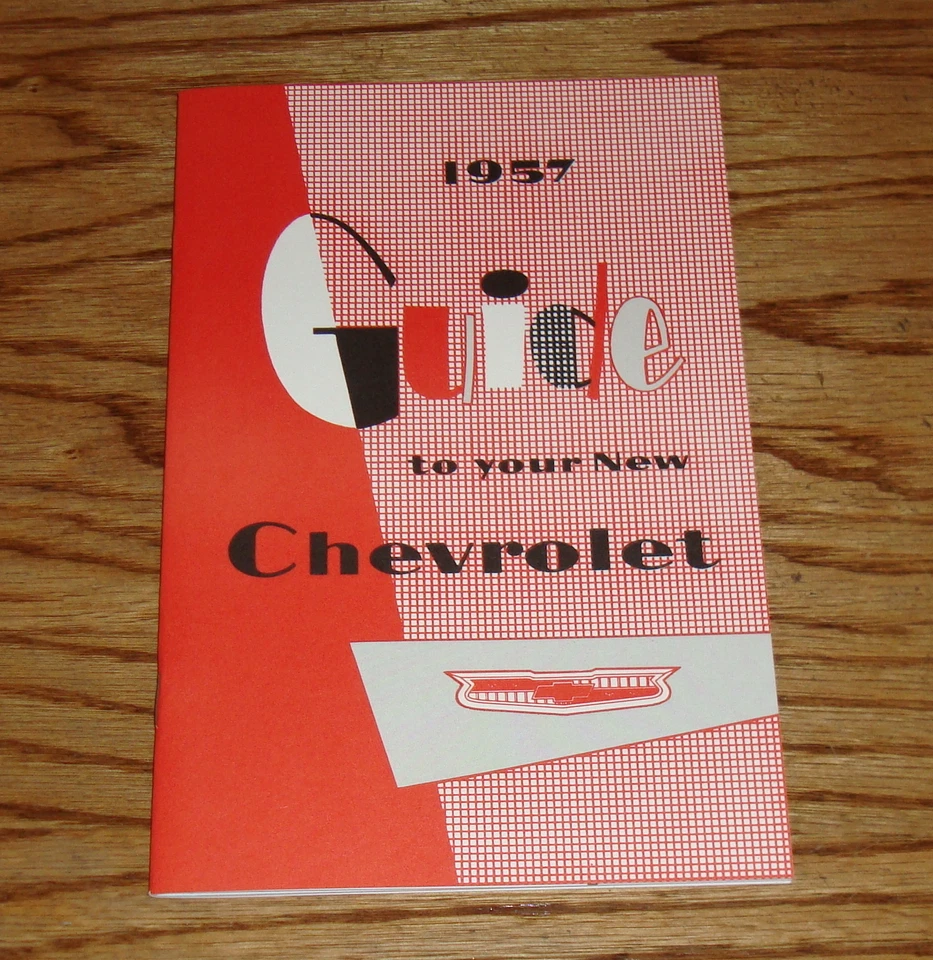 1957
Guide
to your New
Chevrolet